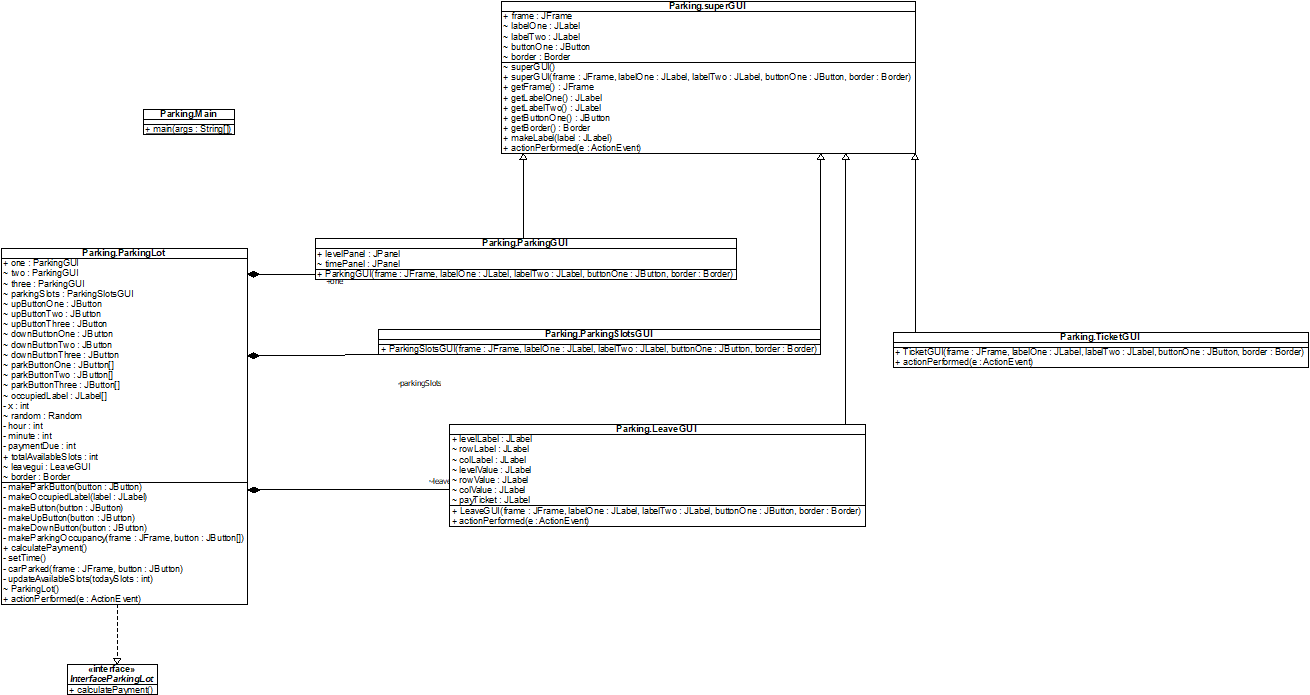 Parking.superGUI
+ frame : JFrame
~ labelOne : JLabel
~ labelTwo : JLabel
~ buttonOne : JButton
~ border : Border
~ superGUI()
+ superGUI(frame : JFrame, labelOne : JLabel, labelTwo : JLabel, buttonOne : JButton, border : Border)
+ getFrame() : JFrame
+ getLabelOne() : JLabel
+ getLabelTwo() : JLabel
+ getButtonOne() : JButton
+ getBorder() : Border
+ makeLabel(label : JLabel)
+ actionPerformed(e : ActionEvent)
Parking.Main
+ main(args : String[])
Parking.ParkingGUI
+ levelPanel : JPanel
~ timePanel : JPanel
+ ParkingGUI(frame : JFrame, labelOne : JLabel, labelTwo : JLabel, buttonOne : JButton, border : Border)
+one
Parking.ParkingLot
+ one : ParkingGUI
~ two : ParkingGUI
~ three : ParkingGUI
~ parkingSlots : ParkingSlotsGUI
~ upButtonOne : JButton
~ upButtonTwo : JButton
~ upButtonThree : JButton
~ downButtonOne : JButton
~ downButtonTwo : JButton
~ downButtonThree : JButton
~ parkButtonOne : JButton[]
~ parkButtonTwo : JButton[]
~ parkButtonThree : JButton[]
~ occupiedLabel : JLabel[]
- x : int
~ random : Random
- hour : int
- minute : int
- paymentDue : int
+ totalAvailableSlots : int
~ leavegui : LeaveGUI
~ border : Border
- makeParkButton(button : JButton)
- makeOccupiedLabel(label : JLabel)
- makeButton(button : JButton)
- makeUpButton(button : JButton)
- makeDownButton(button : JButton)
- makeParkingOccupancy(frame : JFrame, button : JButton[])
+ calculatePayment()
- setTime()
- carParked(frame : JFrame, button : JButton)
- updateAvailableSlots(todaySlots : int)
~ ParkingLot()
+ actionPerformed(e : ActionEvent)
Parking.ParkingSlotsGUI
+ ParkingSlotsGUI(frame : JFrame, labelOne : JLabel, labelTwo : JLabel, buttonOne : JButton, border : Border)
~parkingSlots
Parking.TicketGUI
+ TicketGUI(frame : JFrame, labelOne : JLabel, labelTwo : JLabel, buttonOne : JButton, border : Border)
+ actionPerformed(e : ActionEvent)
Parking.LeaveGUI
+ levelLabel : JLabel
~ rowLabel : JLabel
~ colLabel : JLabel
~ levelValue : JLabel
~ rowValue : JLabel
~ colValue : JLabel
~ payTicket : JLabel
+ LeaveGUI(frame : JFrame, labelOne : JLabel, labelTwo : JLabel, buttonOne : JButton, border : Border)
+ actionPerformed(e : ActionEvent)
~leave
«interface»
InterfaceParkingLot
+ calculatePayment()